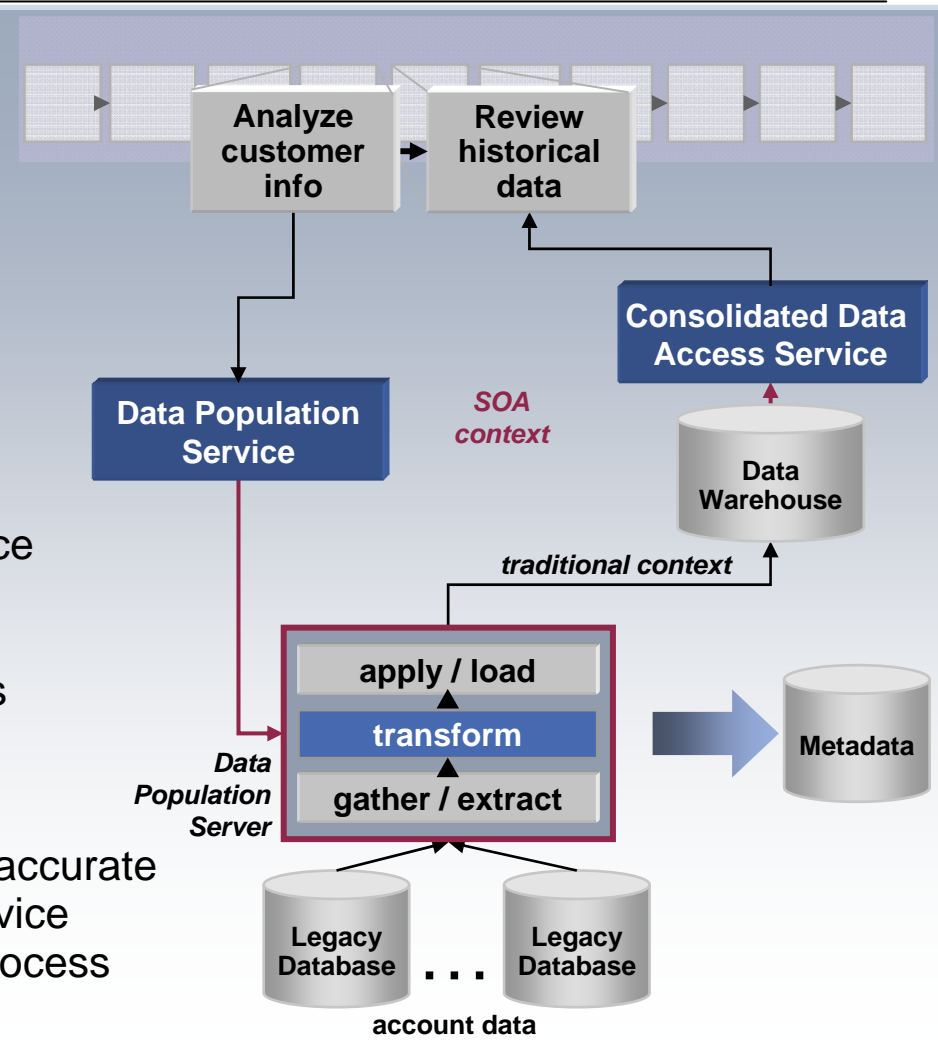 Analyze
customer
info
Review
historical
data
Consolidated Data
Access Service
Data Population
Service
SOA
context
Data
Warehouse
ce
traditional context
apply / load
s
transform
Metadata
Data
Population
Server
gather / extract
accurate
vice
ocess
Legacy
Database
. . .
Legacy
Database
account data